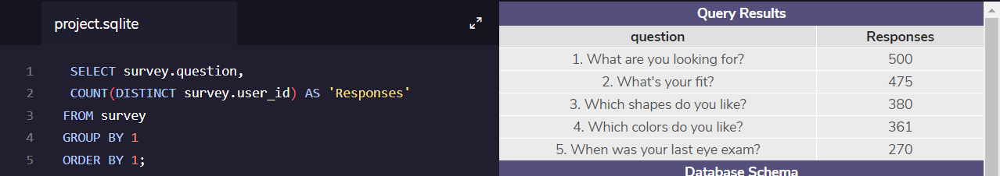 project.sqlite
1 SELECT survey.question,
2 COUNT(DISTINCT survey.user_id) AS 'Responses'
3 FROM survey
4 GROUP BY 1
5 ORDER BY 1;
Query Results
question Responses
1. What are you looking for? 500
2. What's your fit? 475
3. Which shapes do you like? 380
4. Which colors do you like? 361
5. When was your last eye exam? 270
Database Schema